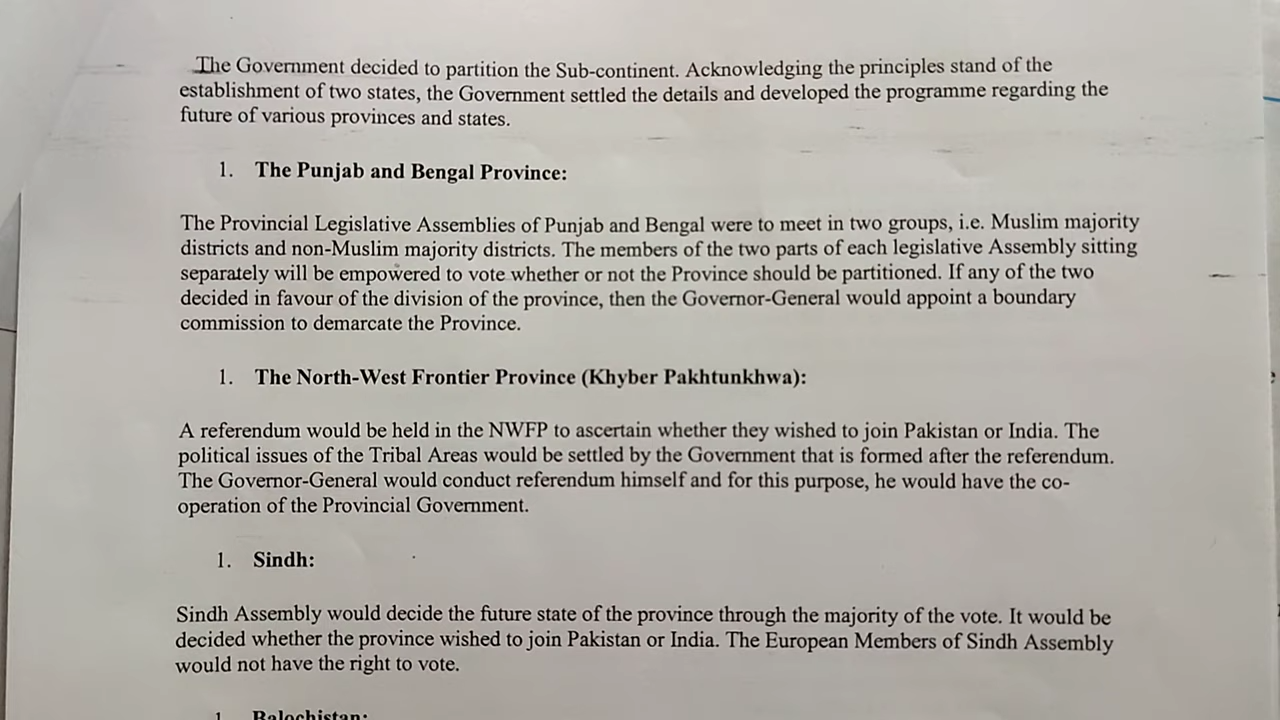 The Government decided to partition the Sub-continent. Acknowledging the principles stand of the
establishment of two states, the Government settled the details and developed the programme regarding the
future of various provinces and states.
1. The Punjab and Bengal Province:
The Provincial Legislative Assemblies of Punjab and Bengal were to meet in two groups, i.e. Muslim majority
districts and non-Muslim majority districts. The members of the two parts of each legislative Assembly sitting
separately will be empowered to vote whether or not the Province should be partitioned. If any of the two
decided in favour of the division of the province, then the Governor-General would appoint a boundary
commission to demarcate the Province.
1. The North-West Frontier Province (Khyber Pakhtunkhwa):
A referendum would be held in the NWFP to ascertain whether they wished to join Pakistan or India. The
political issues of the Tribal Areas would be settled by the Government that is formed after the referendum.
The Governor-General would conduct referendum himself and for this purpose, he would have the co-
operation of the Provincial Government.
1. Sindh:
Sindh Assembly would decide the future state of the province through the majority of the vote. It would be
decided whether the province wished to join Pakistan or India. The European Members of Sindh Assembly
would not have the right to vote.
1. Balochistan: